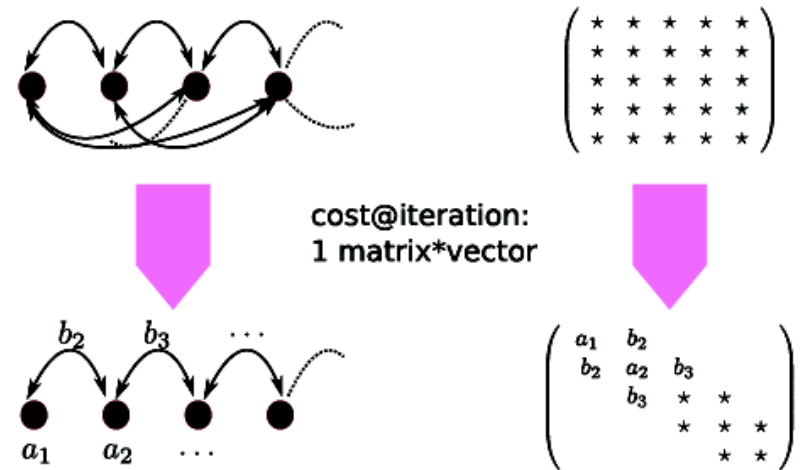 * * * * *
* * * * *
* * * * *
* * * * *
* * * * *
cost@iteration:
1 matrix*vector
b₂ b₃ ...
a₁ a₂ ...
a₁ b₂
b₂ a₂ b₃
b₃ * *
* * *
* *